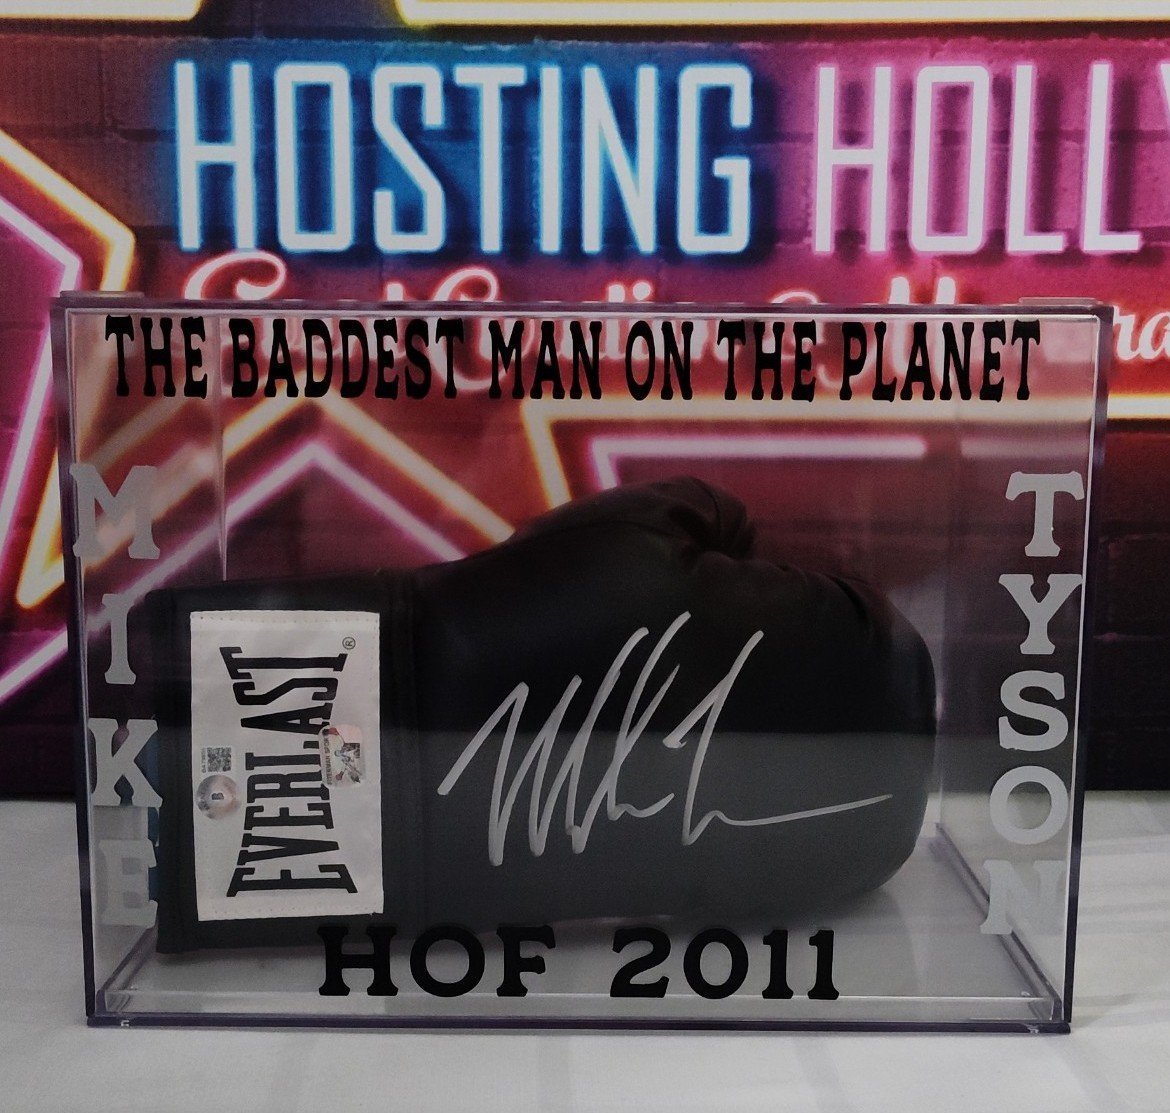 HOSTING HOLLY
THE BADDEST MAN ON THE PLANET
MIKE
TYSON
EVERLAST®
HOF 2011